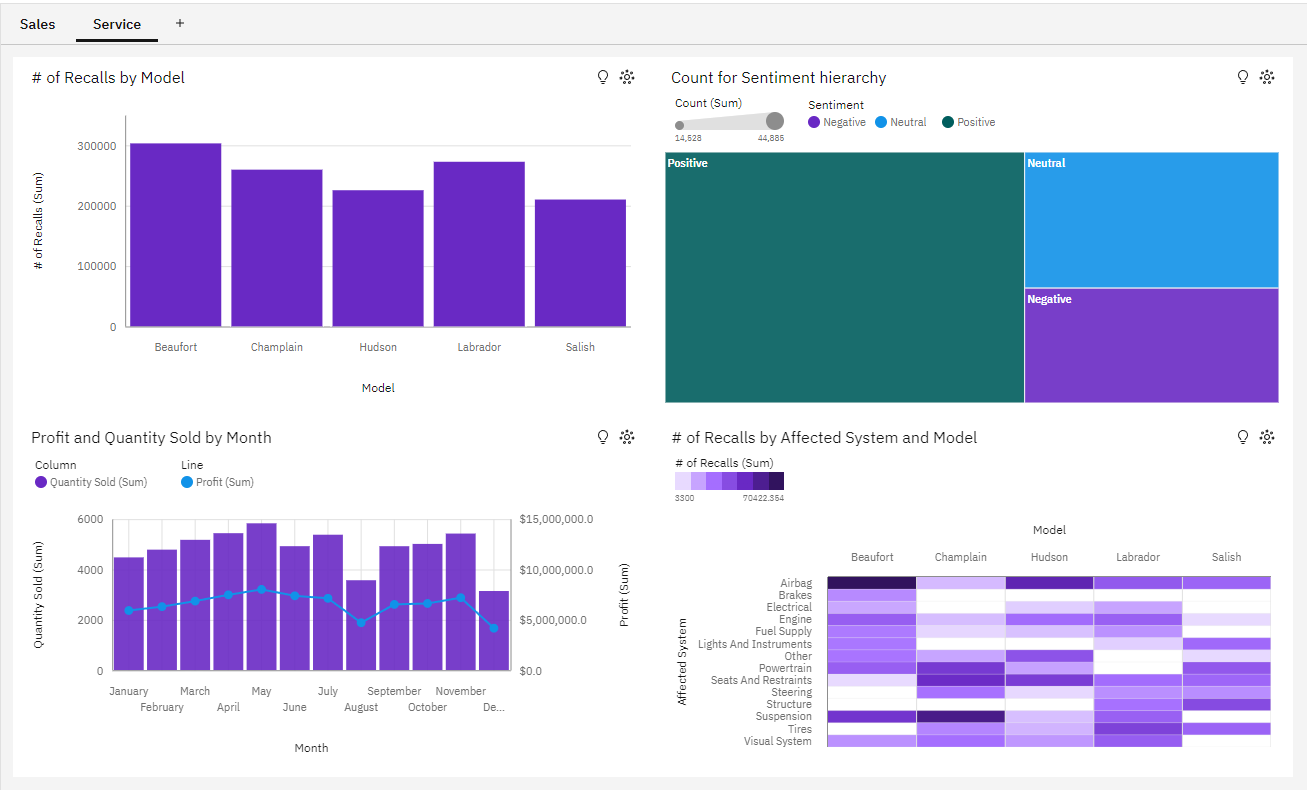 Sales Service +
# of Recalls by Model
# of Recalls (Sum)
300000
200000
100000
0
Beaufort Champlain Hudson Labrador Salish
Model
Count for Sentiment hierarchy
Count (Sum)
14,528 44,885
Sentiment
Negative Neutral Positive
Positive
Neutral
Negative
Profit and Quantity Sold by Month
Column
Quantity Sold (Sum)
Line
Profit (Sum)
Quantity Sold (Sum)
6000
4000
2000
0
$15,000,000.0
$10,000,000.0
$5,000,000.0
$0.0
Profit (Sum)
January March May July September November
February April June August October De...
Month
# of Recalls by Affected System and Model
# of Recalls (Sum)
3300 70422.354
Model
Beaufort Champlain Hudson Labrador Salish
Affected System
Airbag
Brakes
Electrical
Engine
Fuel Supply
Lights And Instruments
Other
Powertrain
Seats And Restraints
Steering
Structure
Suspension
Tires
Visual System